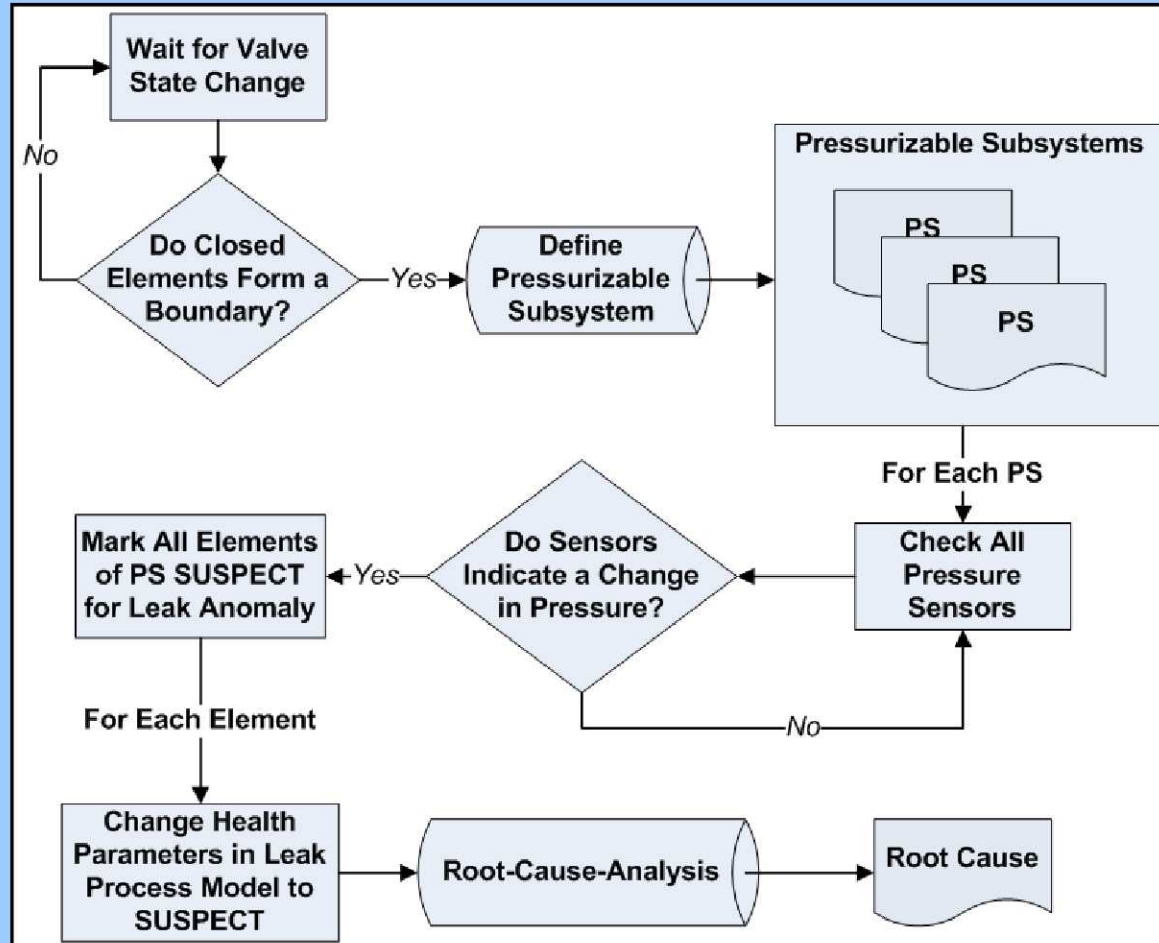 Wait for Valve
State Change
No
Do Closed
Elements Form a
Boundary?
Yes
Define
Pressurizable
Subsystem
Pressurizable Subsystems
PS
PS
PS
For Each PS
Check All
Pressure
Sensors
Do Sensors
Indicate a Change
in Pressure?
No
Yes
Mark All Elements
of PS SUSPECT
for Leak Anomaly
For Each Element
Change Health
Parameters in Leak
Process Model to
SUSPECT
Root-Cause-Analysis
Root Cause